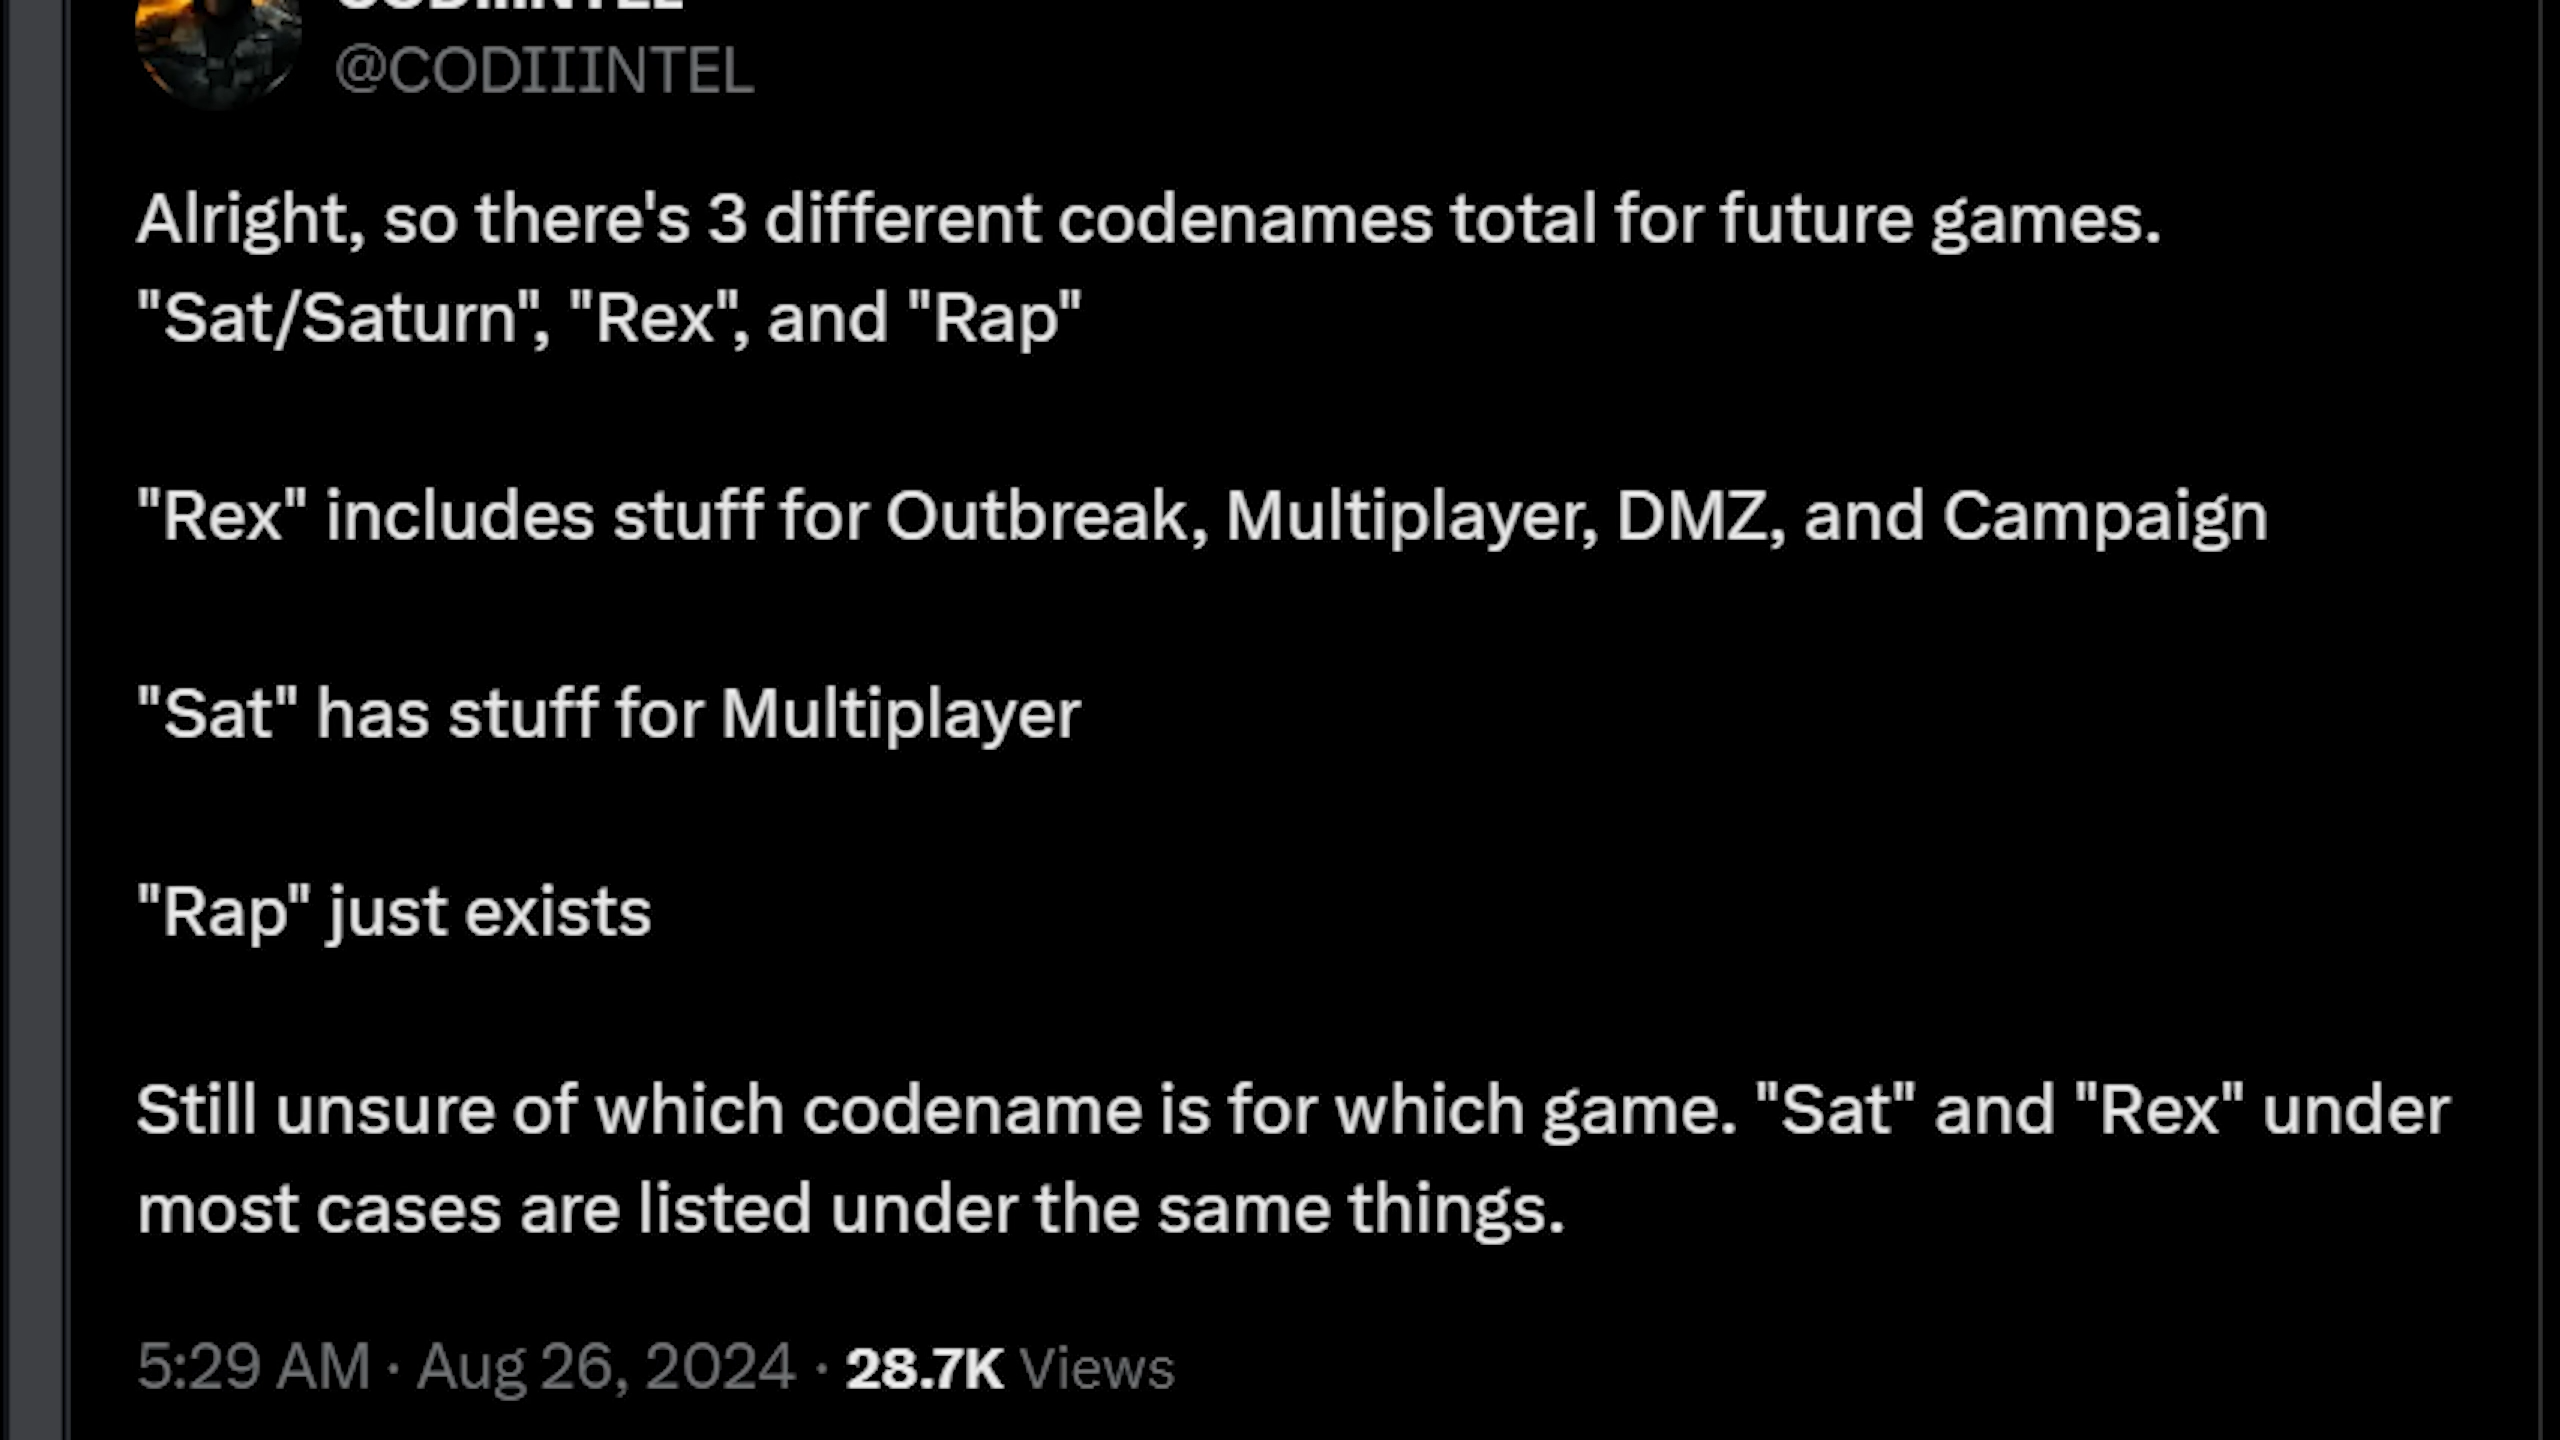 @CODIIINTEL
Alright, so there's 3 different codenames total for future games.
"Sat/Saturn", "Rex", and "Rap"
"Rex" includes stuff for Outbreak, Multiplayer, DMZ, and Campaign
"Sat" has stuff for Multiplayer
"Rap" just exists
Still unsure of which codename is for which game. "Sat" and "Rex" under
most cases are listed under the same things.
5:29 AM · Aug 26, 2024 · 28.7K Views